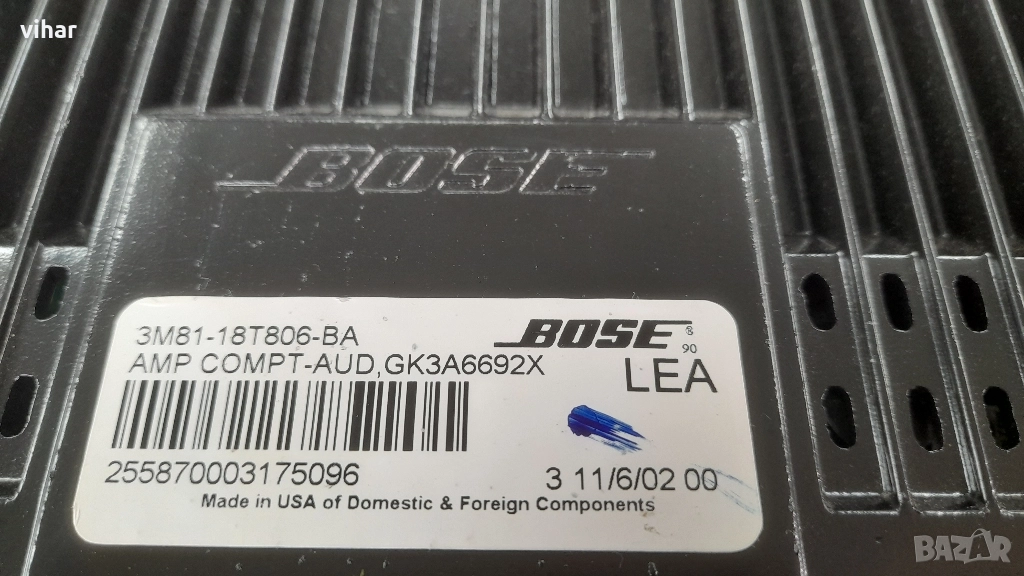 vihar
BOSE
3M81-18T806-BA
BOSE
AMP COMPT-AUD,GK3A6692X
8
90
LEA
255870003175096
3 11/6/02 00
Made in USA of Domestic & Foreign Components
BAZAR